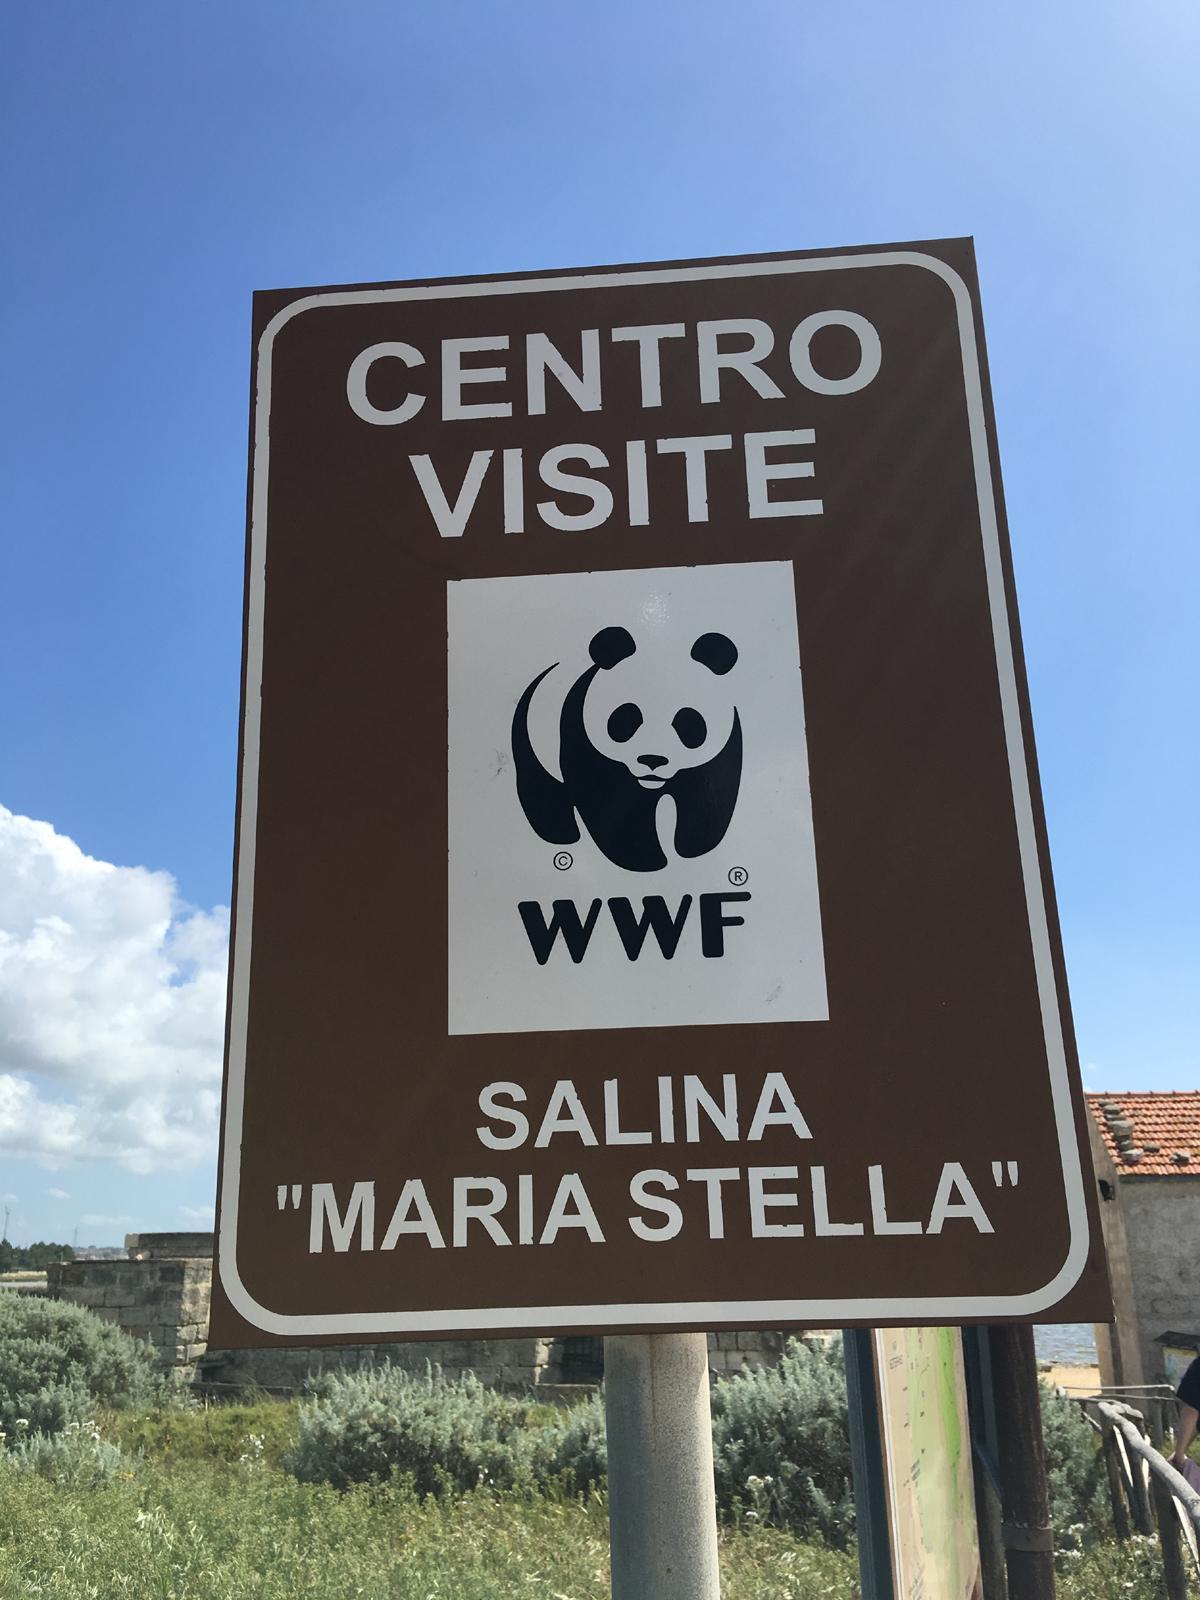 CENTRO
VISITE
© ®
WWF
SALINA
"MARIA STELLA"